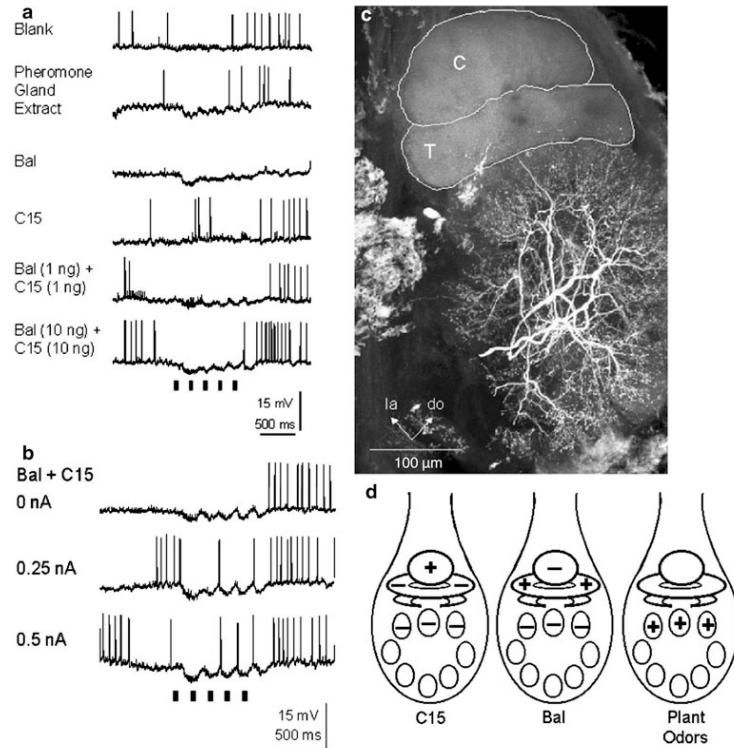 a
Blank
Pheromone
Gland
Extract
Bal
C15
Bal (1 ng) +
C15 (1 ng)
Bal (10 ng) +
C15 (10 ng)
15 mV
500 ms
b
Bal + C15
0 nA
0.25 nA
0.5 nA
15 mV
500 ms
c
C
T
la
do
100 µm
d
+
− −
− − −
C15
−
+ +
− − −
Bal
+ + +
Plant
Odors